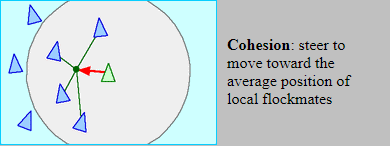 Cohesion: steer to
move toward the
average position of
local flockmates